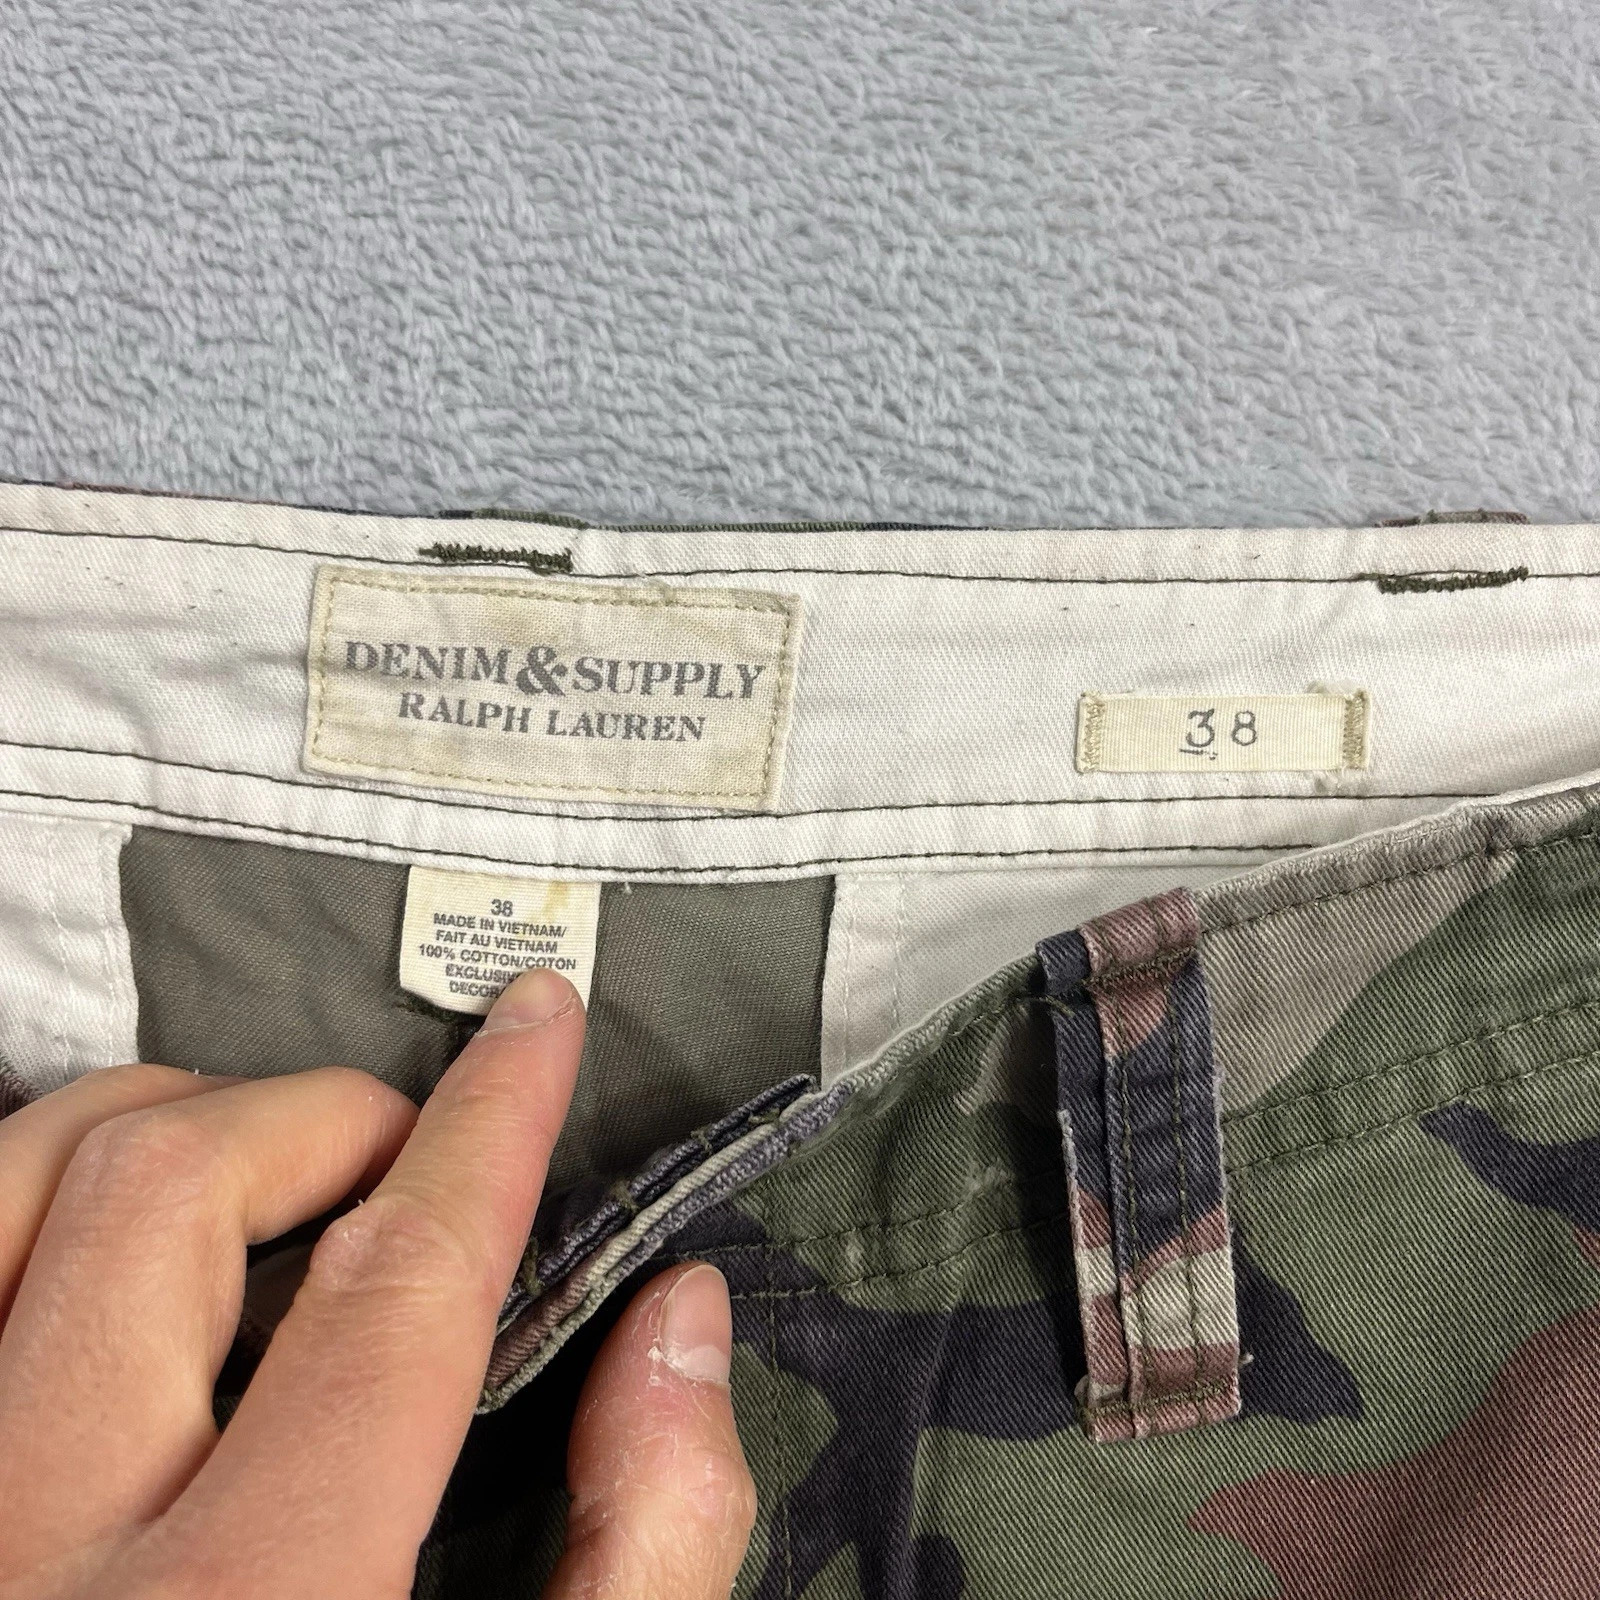 DENIM&SUPPLY
RALPH LAUREN
38
38
MADE IN VIETNAM/
FAIT AU VIETNAM
100% COTTON/COTON